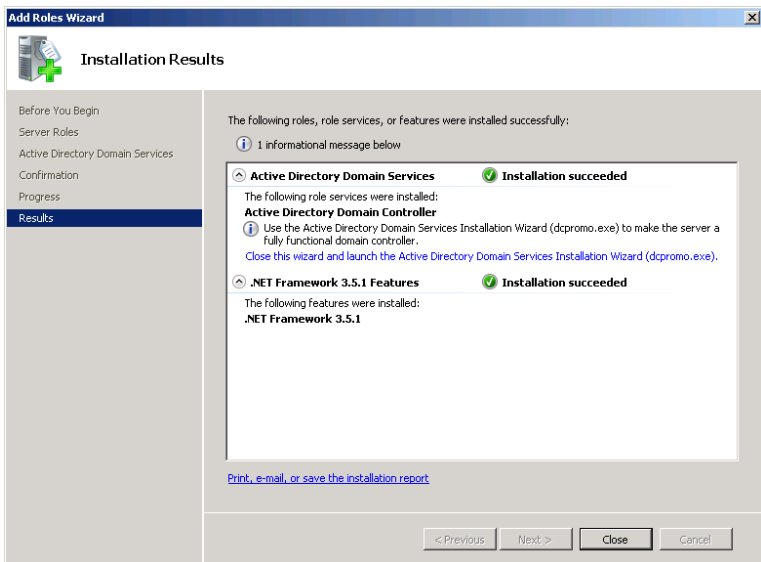 Add Roles Wizard
Installation Results
Before You Begin
Server Roles
Active Directory Domain Services
Confirmation
Progress
Results
The following roles, role services, or features were installed successfully:
1 informational message below
Active Directory Domain Services Installation succeeded
The following role services were installed:
Active Directory Domain Controller
Use the Active Directory Domain Services Installation Wizard (dcpromo.exe) to make the server a
fully functional domain controller.
Close this wizard and launch the Active Directory Domain Services Installation Wizard (dcpromo.exe).
.NET Framework 3.5.1 Features Installation succeeded
The following features were installed:
.NET Framework 3.5.1
Print, e-mail, or save the installation report
< Previous Next > Close Cancel